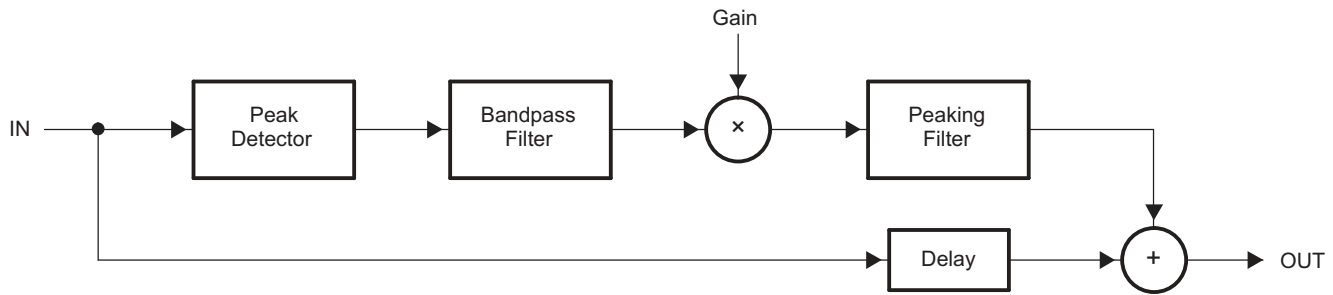 Gain
IN
Peak
Detector
Bandpass
Filter
×
Peaking
Filter
Delay
+
OUT